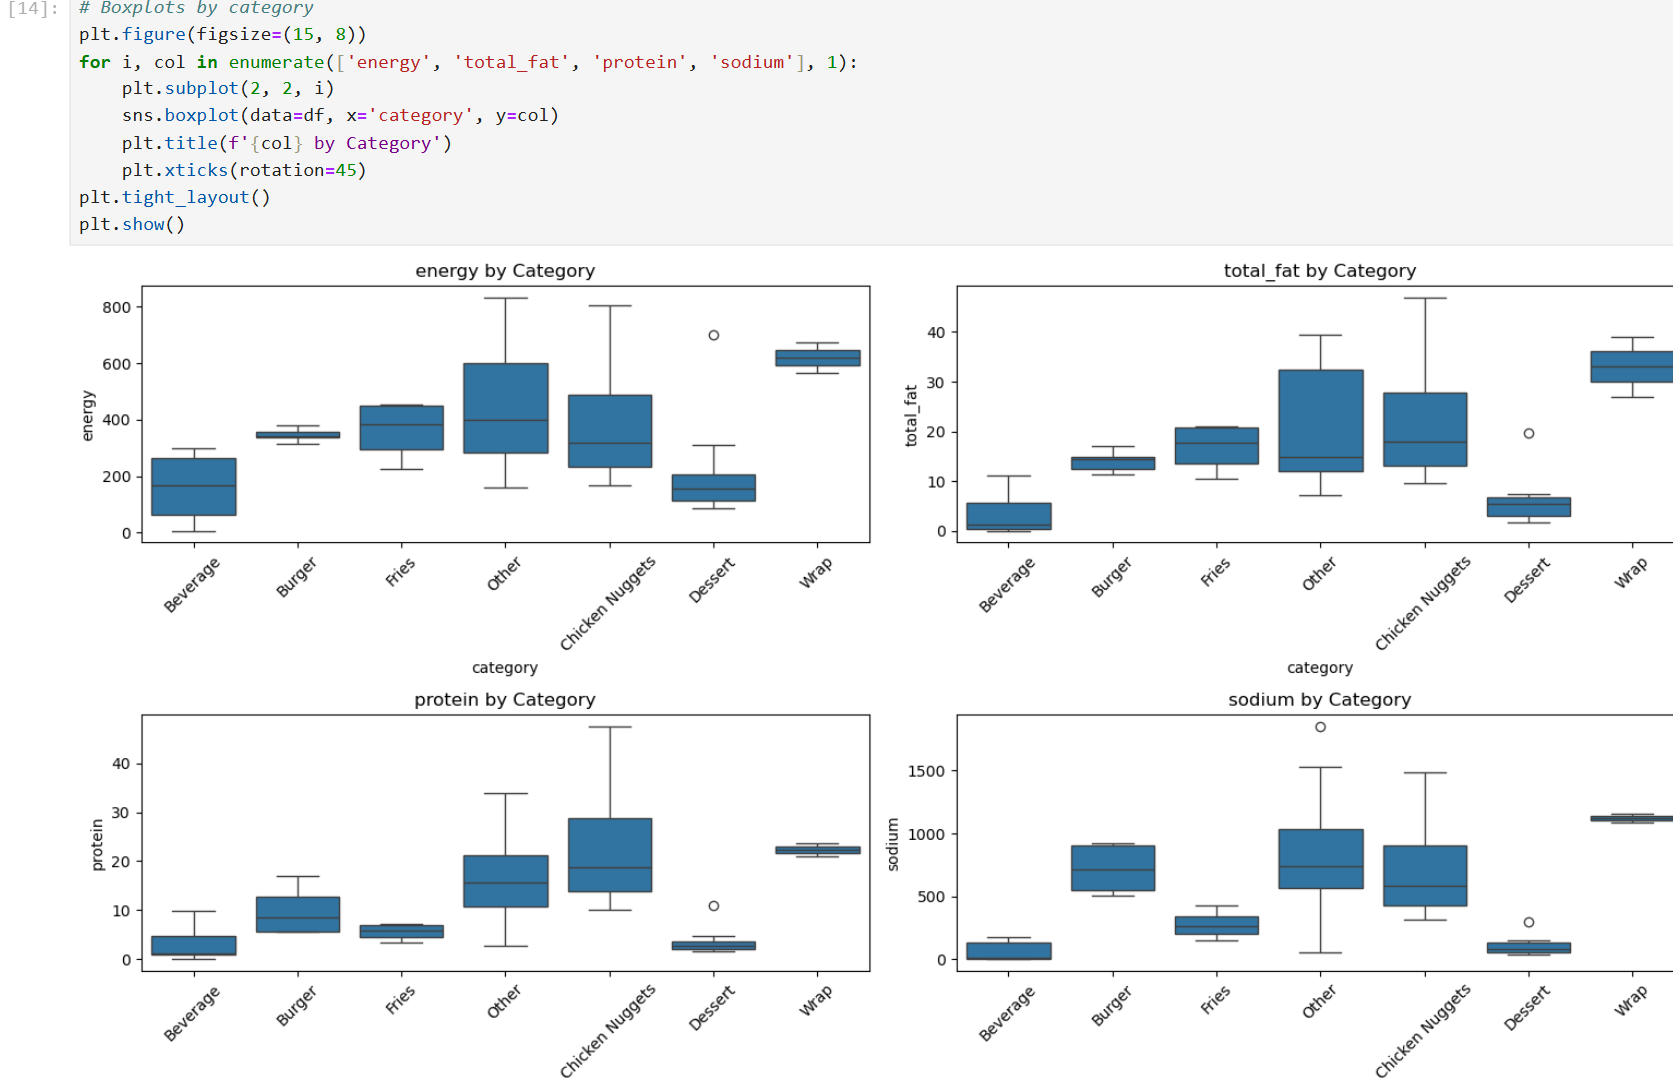 [14]: # Boxplots by category
plt.figure(figsize=(15, 8))
for i, col in enumerate(['energy', 'total_fat', 'protein', 'sodium'], 1):
    plt.subplot(2, 2, i)
    sns.boxplot(data=df, x='category', y=col)
    plt.title(f'{col} by Category')
    plt.xticks(rotation=45)
plt.tight_layout()
plt.show()
energy by Category
800
600
400
200
0
energy
Beverage
Burger
Fries
Other
Chicken Nuggets
Dessert
Wrap
category
total_fat by Category
40
30
20
10
0
total_fat
Beverage
Burger
Fries
Other
Chicken Nuggets
Dessert
Wrap
category
protein by Category
40
30
20
10
0
protein
Beverage
Burger
Fries
Other
Chicken Nuggets
Dessert
Wrap
sodium by Category
1500
1000
500
0
sodium
Beverage
Burger
Fries
Other
Chicken Nuggets
Dessert
Wrap